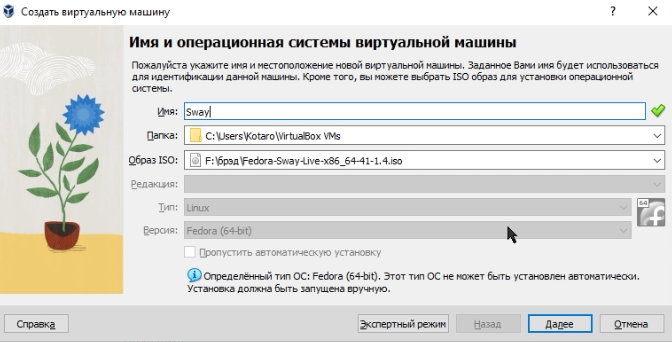 Создать виртуальную машину
? ×
Имя и операционная системы виртуальной машины
Пожалуйста укажите имя и местоположение новой виртуальной машины. Заданное Вами имя будет использоваться
для идентификации данной машины. Кроме того, вы можете выбрать ISO образ для установки операционной
системы.
Имя: Sway
Папка: C:\Users\Kotaro\VirtualBox VMs
Образ ISO: F:\брэд\Fedora-Sway-Live-x86_64-41-1.4.iso
Редакция:
Тип: Linux
64
Версия: Fedora (64-bit)
Пропустить автоматическую установку
Определённый тип ОС: Fedora (64-bit). Этот тип ОС не может быть установлен автоматически.
Установка должна быть запущена вручную.
Справка Экспертный режим Назад Далее Отмена